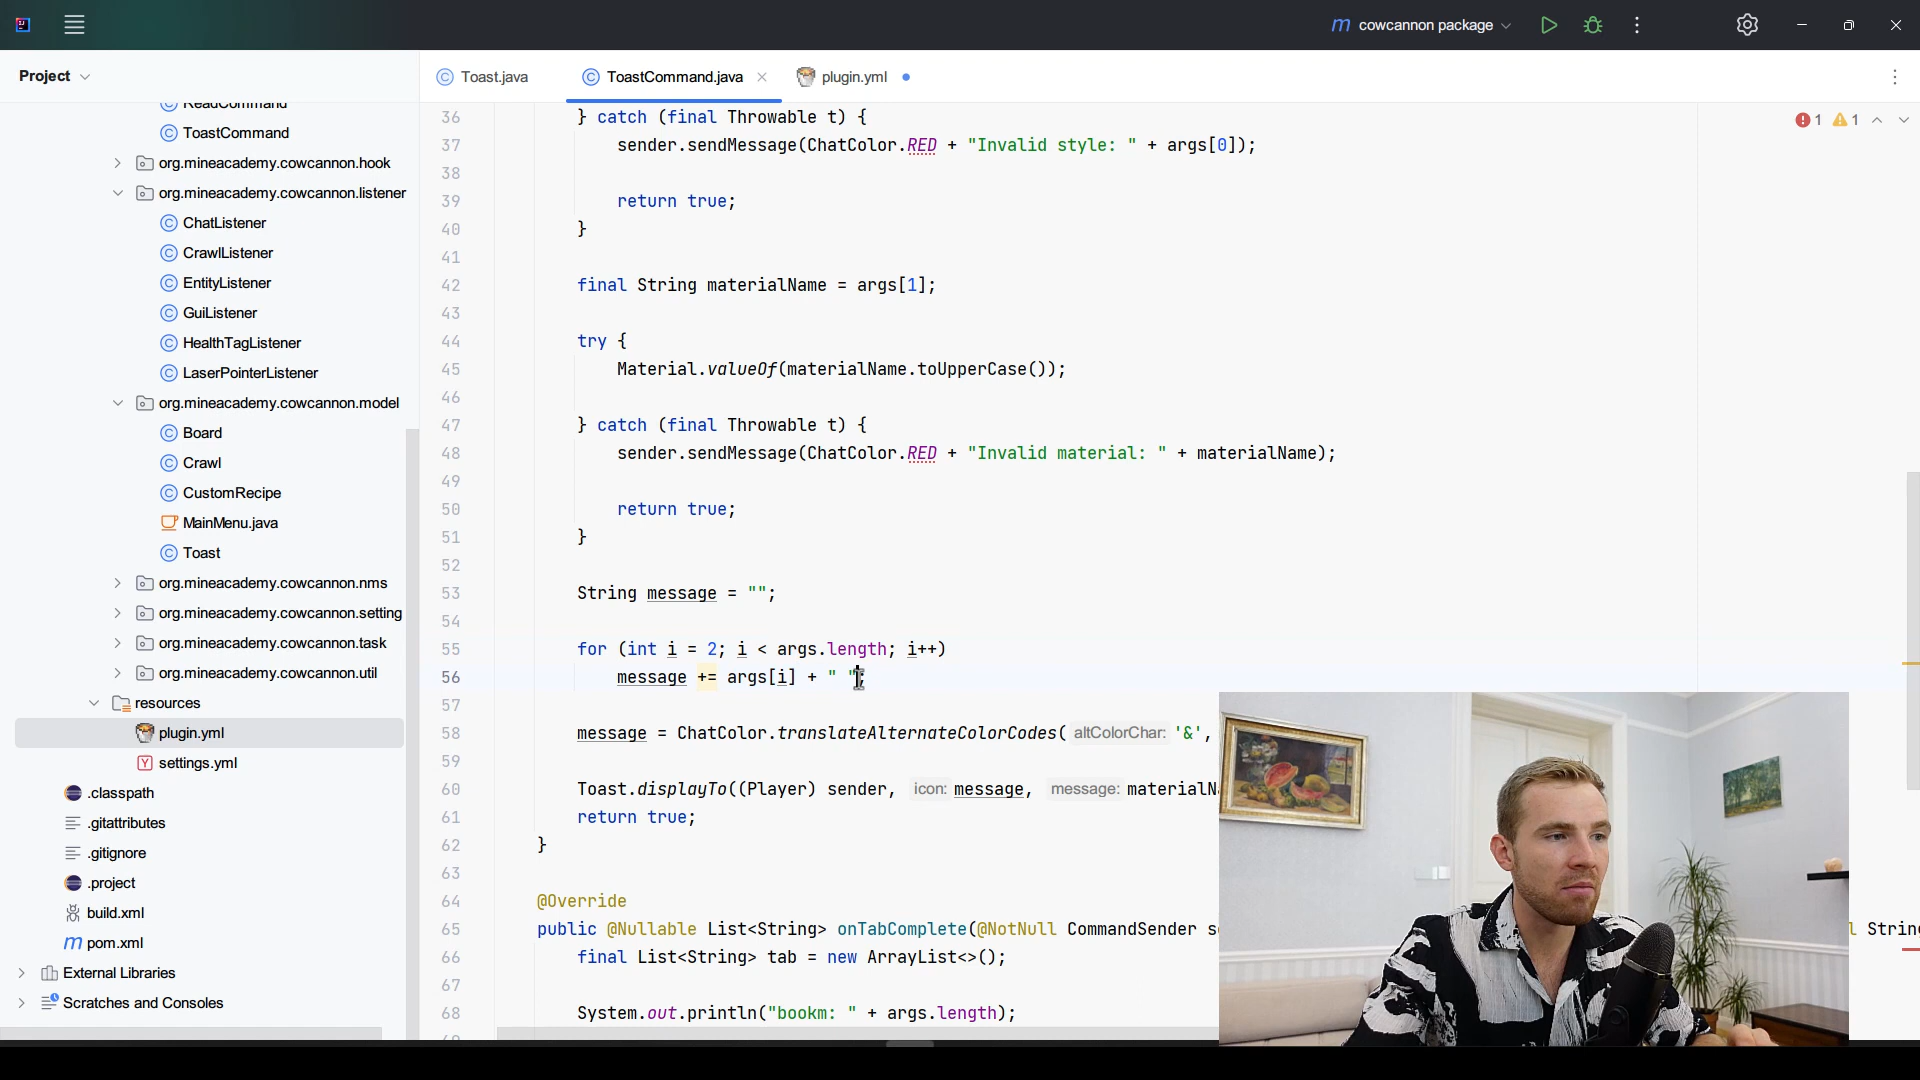 cowcannon package
Project
Toast.java
ToastCommand.java
plugin.yml
ReadCommand
ToastCommand
org.mineacademy.cowcannon.hook
org.mineacademy.cowcannon.listener
ChatListener
CrawlListener
EntityListener
GuiListener
HealthTagListener
LaserPointerListener
org.mineacademy.cowcannon.model
Board
Crawl
CustomRecipe
MainMenu.java
Toast
org.mineacademy.cowcannon.nms
org.mineacademy.cowcannon.setting
org.mineacademy.cowcannon.task
org.mineacademy.cowcannon.util
resources
plugin.yml
settings.yml
.classpath
.gitattributes
.gitignore
.project
build.xml
pom.xml
External Libraries
Scratches and Consoles
1 1
36 } catch (final Throwable t) {
37 sender.sendMessage(ChatColor.RED + "Invalid style: " + args[0]);
38
39 return true;
40 }
41
42 final String materialName = args[1];
43
44 try {
45 Material.valueOf(materialName.toUpperCase());
46
47 } catch (final Throwable t) {
48 sender.sendMessage(ChatColor.RED + "Invalid material: " + materialName);
49
50 return true;
51 }
52
53 String message = "";
54
55 for (int i = 2; i < args.length; i++)
56 message += args[i] + " ";
57
58 message = ChatColor.translateAlternateColorCodes( altColorChar: '&',
59
60 Toast.displayTo((Player) sender, icon: message, message: materialN
61 return true;
62 }
63
64 @Override
65 public @Nullable List<String> onTabComplete(@NotNull CommandSender s l String
66 final List<String> tab = new ArrayList<>();
67
68 System.out.println("bookm: " + args.length);